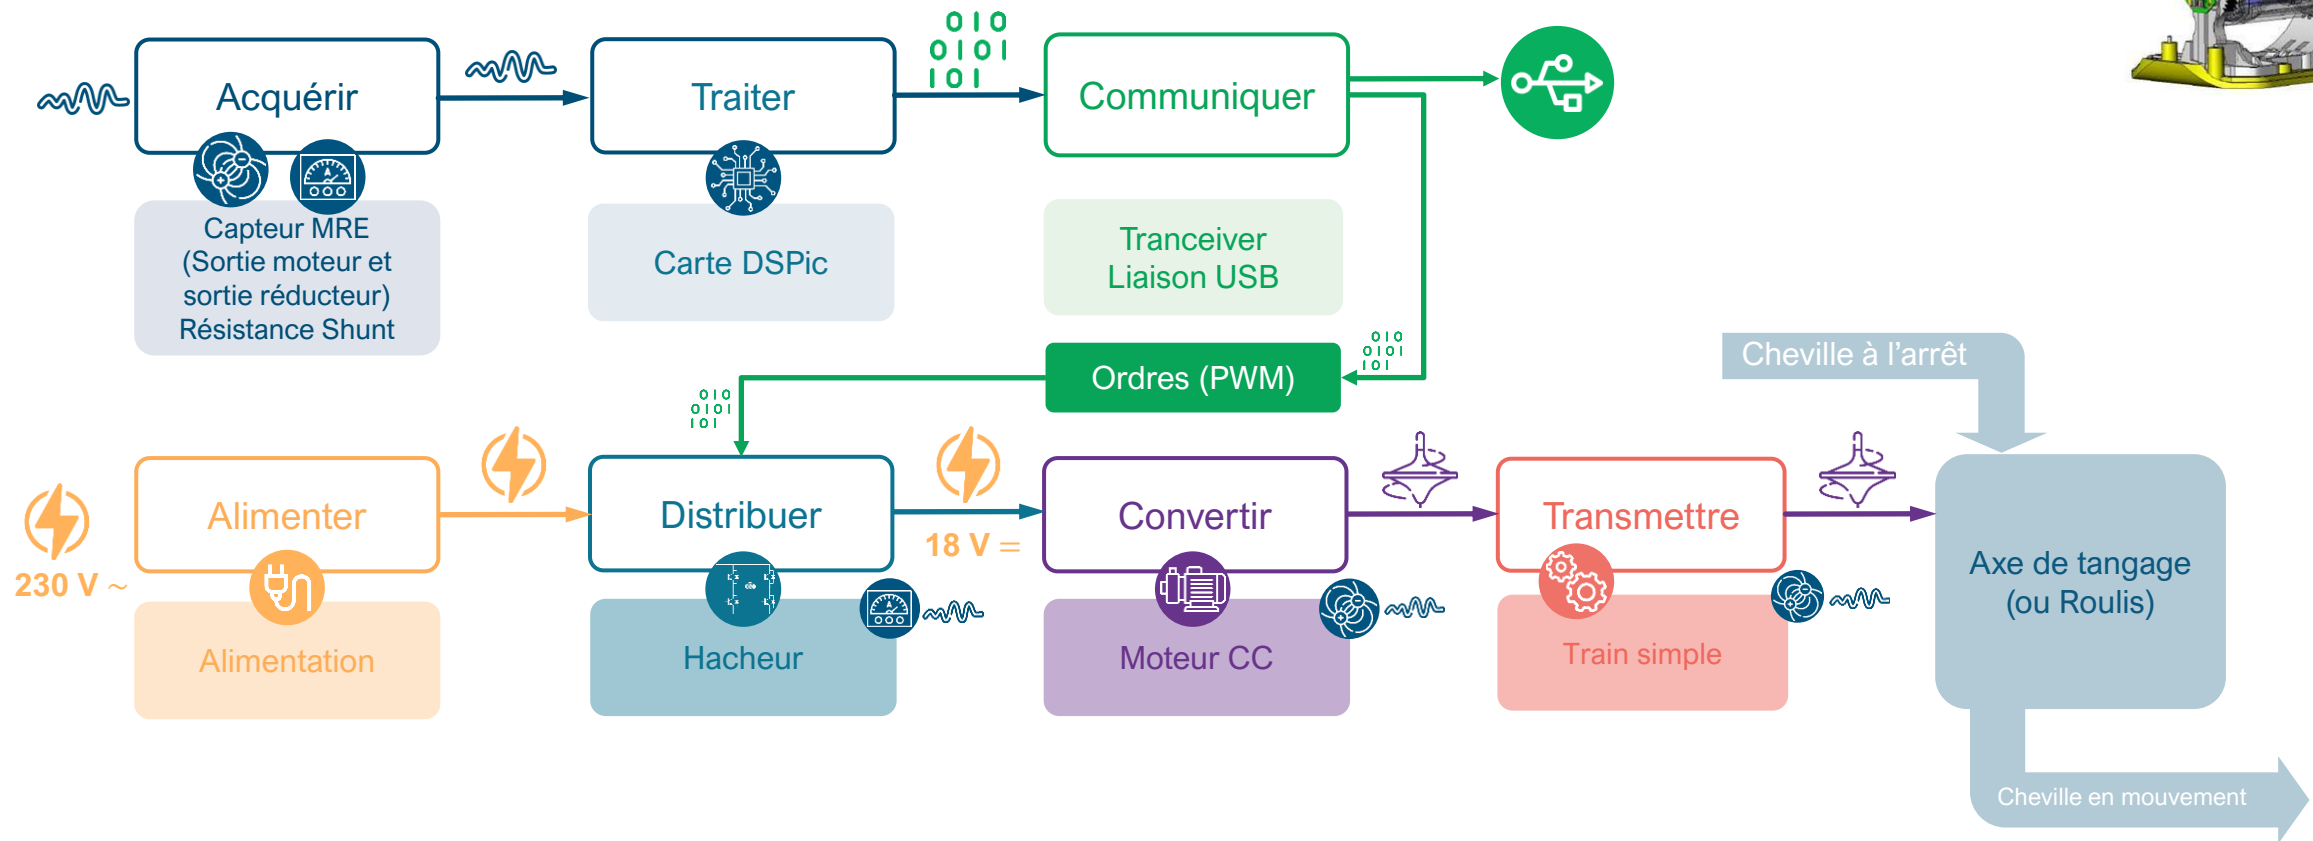 010
0101
101
Acquérir
Traiter
Communiquer
Capteur MRE
(Sortie moteur et
sortie réducteur)
Résistance Shunt
Carte DSPic
Tranceiver
Liaison USB
Ordres (PWM)
010
0101
101
010
0101
101
Cheville à l'arrêt
230 V ~
Alimenter
Distribuer
18 V =
Convertir
Transmettre
Axe de tangage
(ou Roulis)
Alimentation
Hacheur
Moteur CC
Train simple
Cheville en mouvement